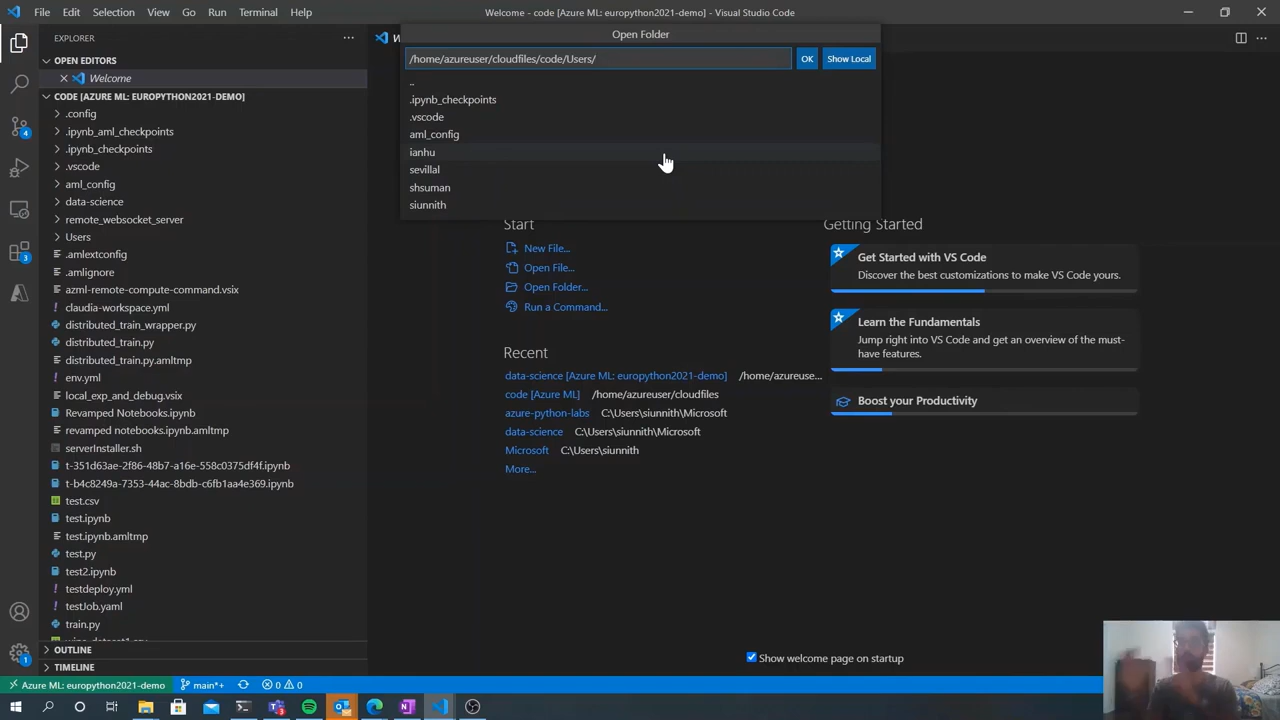 File Edit Selection View Go Run Terminal Help
Welcome - code [Azure ML: europython2021-demo] - Visual Studio Code
EXPLORER
OPEN EDITORS
Welcome
CODE [AZURE ML: EUROPYTHON2021-DEMO]
.config
.ipynb_aml_checkpoints
.ipynb_checkpoints
.vscode
aml_config
data-science
remote_websocket_server
Users
.amlextconfig
.amlignore
azml-remote-compute-command.vsix
claudia-workspace.yml
distributed_train_wrapper.py
distributed_train.py
distributed_train.py.amltmp
env.yml
local_exp_and_debug.vsix
Revamped Notebooks.ipynb
revamped notebooks.ipynb.amltmp
serverInstaller.sh
t-351d63ae-2f86-48b7-a16e-558c0375df4f.ipynb
t-b4c8249a-7353-44ac-8bdb-c6fb1aa4e369.ipynb
test.csv
test.ipynb
test.ipynb.amltmp
test.py
test2.ipynb
testdeploy.yml
testJob.yaml
train.py
OUTLINE
TIMELINE
4
3
1
Open Folder
/home/azureuser/cloudfiles/code/Users/
OK
Show Local
..
.ipynb_checkpoints
.vscode
aml_config
ianhu
sevillal
shsuman
siunnith
Start
New File...
Open File...
Open Folder...
Run a Command...
Recent
data-science [Azure ML: europython2021-demo] /home/azureuse...
code [Azure ML] /home/azureuser/cloudfiles
azure-python-labs C:\Users\siunnith\Microsoft
data-science C:\Users\siunnith\Microsoft
Microsoft C:\Users\siunnith
More...
Getting Started
Get Started with VS Code
Discover the best customizations to make VS Code yours.
Learn the Fundamentals
Jump right into VS Code and get an overview of the must-
have features.
Boost your Productivity
Show welcome page on startup
Azure ML: europython2021-demo
main*+
0
0